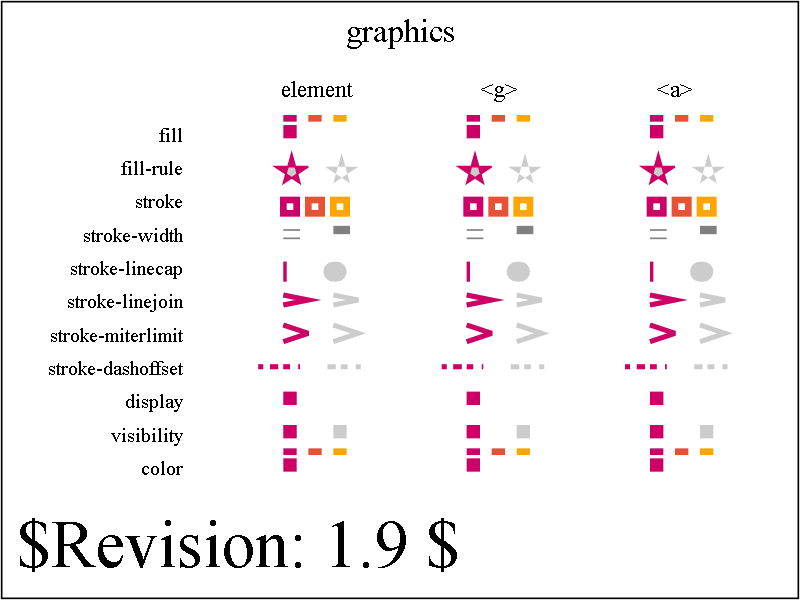 graphics
element <g> <a>
fill
fill-rule
stroke
stroke-width
stroke-linecap
stroke-linejoin
stroke-miterlimit
stroke-dashoffset
display
visibility
color
$Revision: 1.9 $